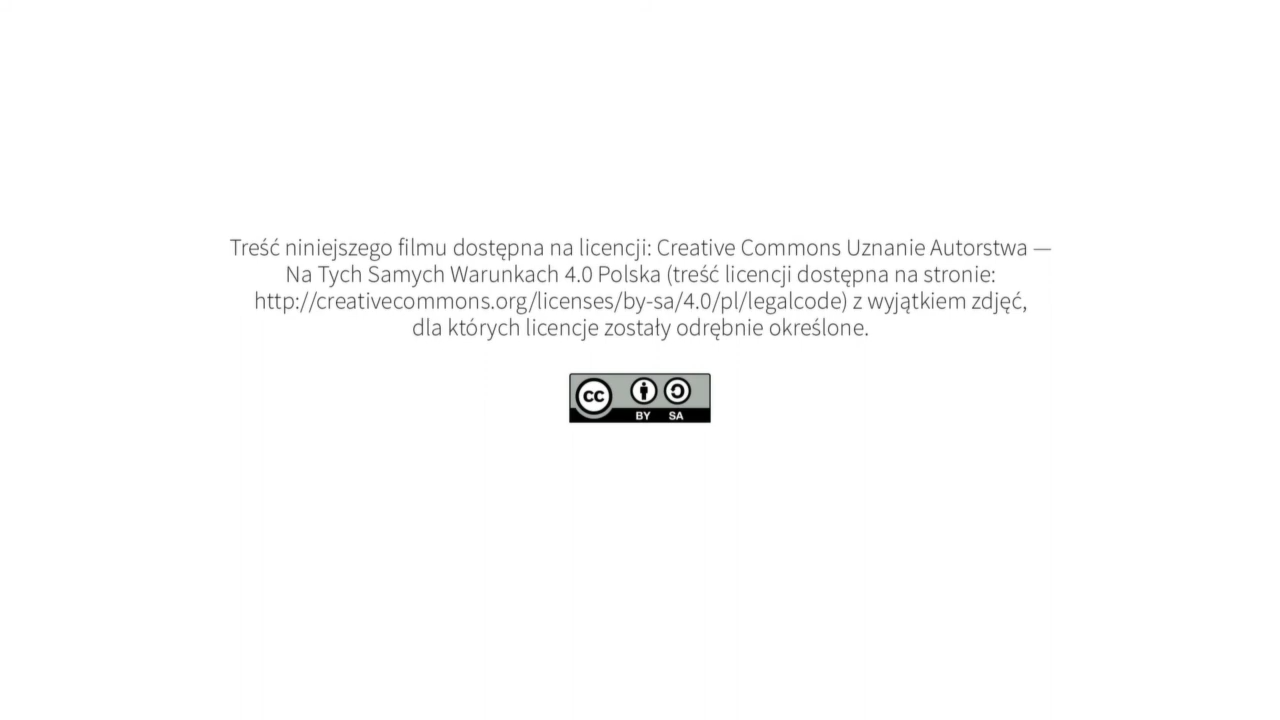 Treść niniejszego filmu dostępna na licencji: Creative Commons Uznanie Autorstwa —
Na Tych Samych Warunkach 4.0 Polska (treść licencji dostępna na stronie:
http://creativecommons.org/licenses/by-sa/4.0/pl/legalcode) z wyjątkiem zdjęć,
dla których licencje zostały odrębnie określone.
cc
BY SA